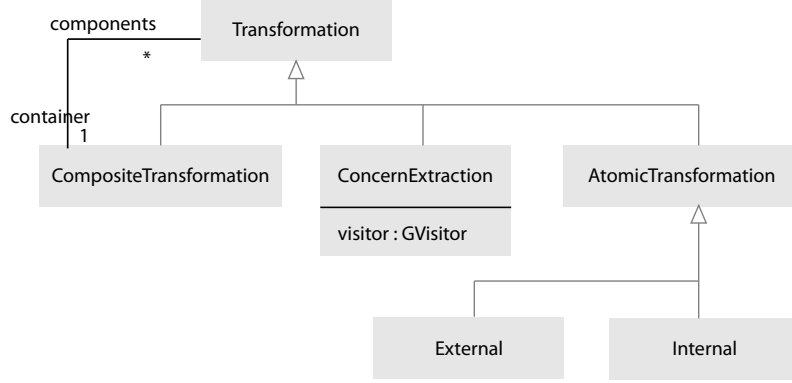 components
Transformation
*
container
1
CompositeTransformation
ConcernExtraction
AtomicTransformation
visitor : GVisitor
External
Internal